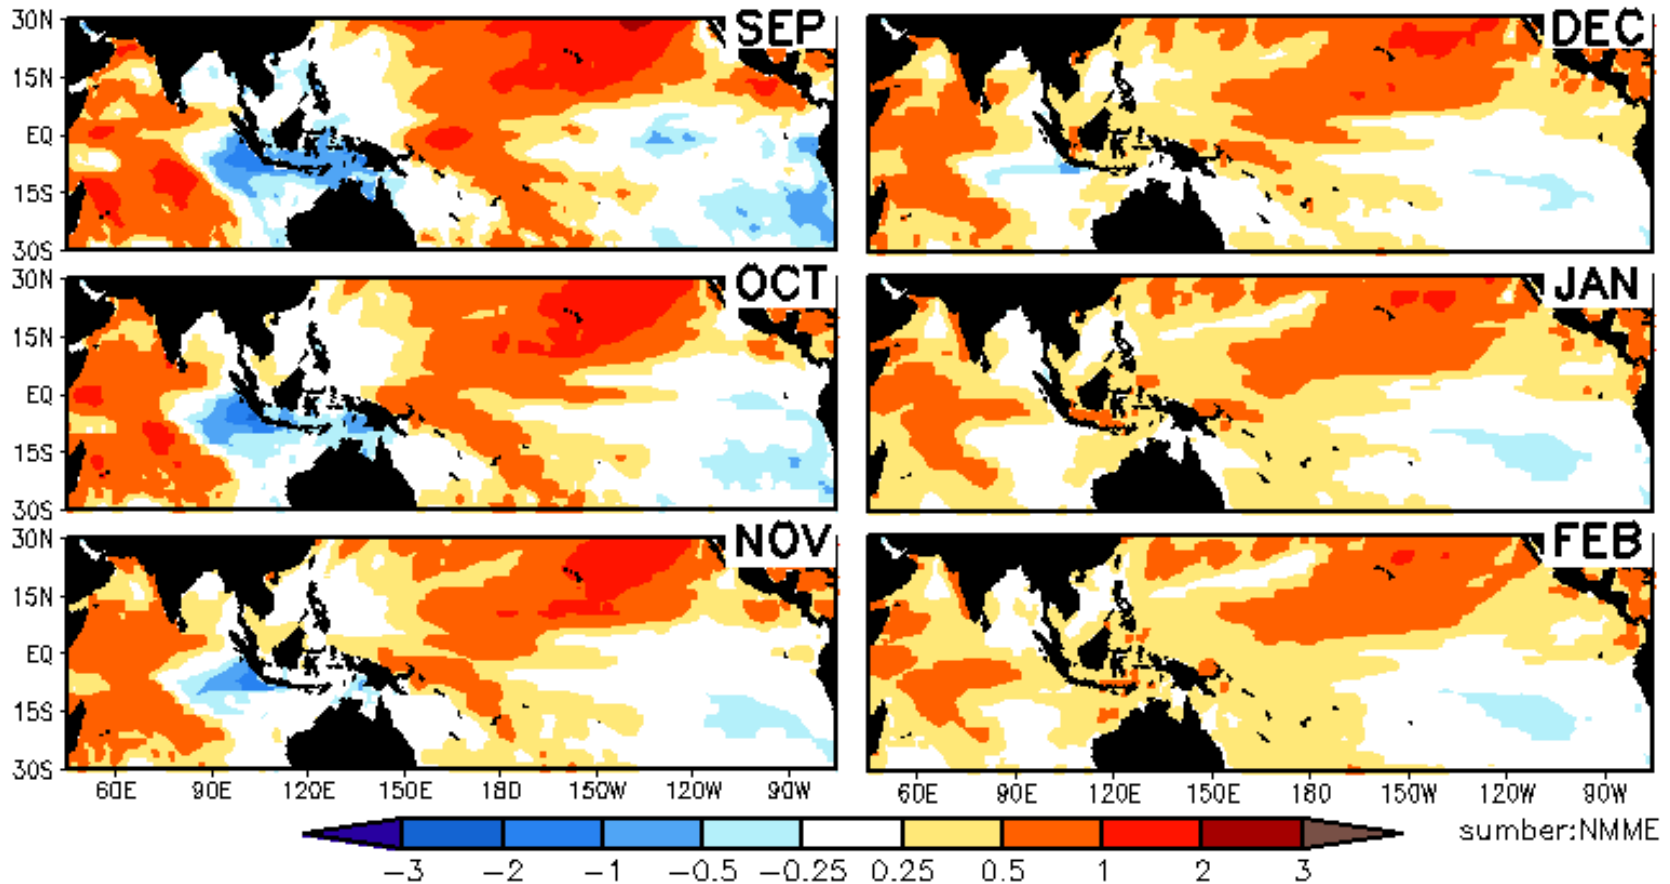 30N
SEP
DEC
15N
EQ
15S
30S
30N
OCT
JAN
15N
EQ
15S
30S
30N
NOV
FEB
15N
EQ
15S
30S
60E 90E 120E 150E 180 150W 120W 90W
60E 90E 120E 150E 180 150W 120W 90W
sumber:NMME
-3 -2 -1 -0.5 -0.25 0.25 0.5 1 2 3